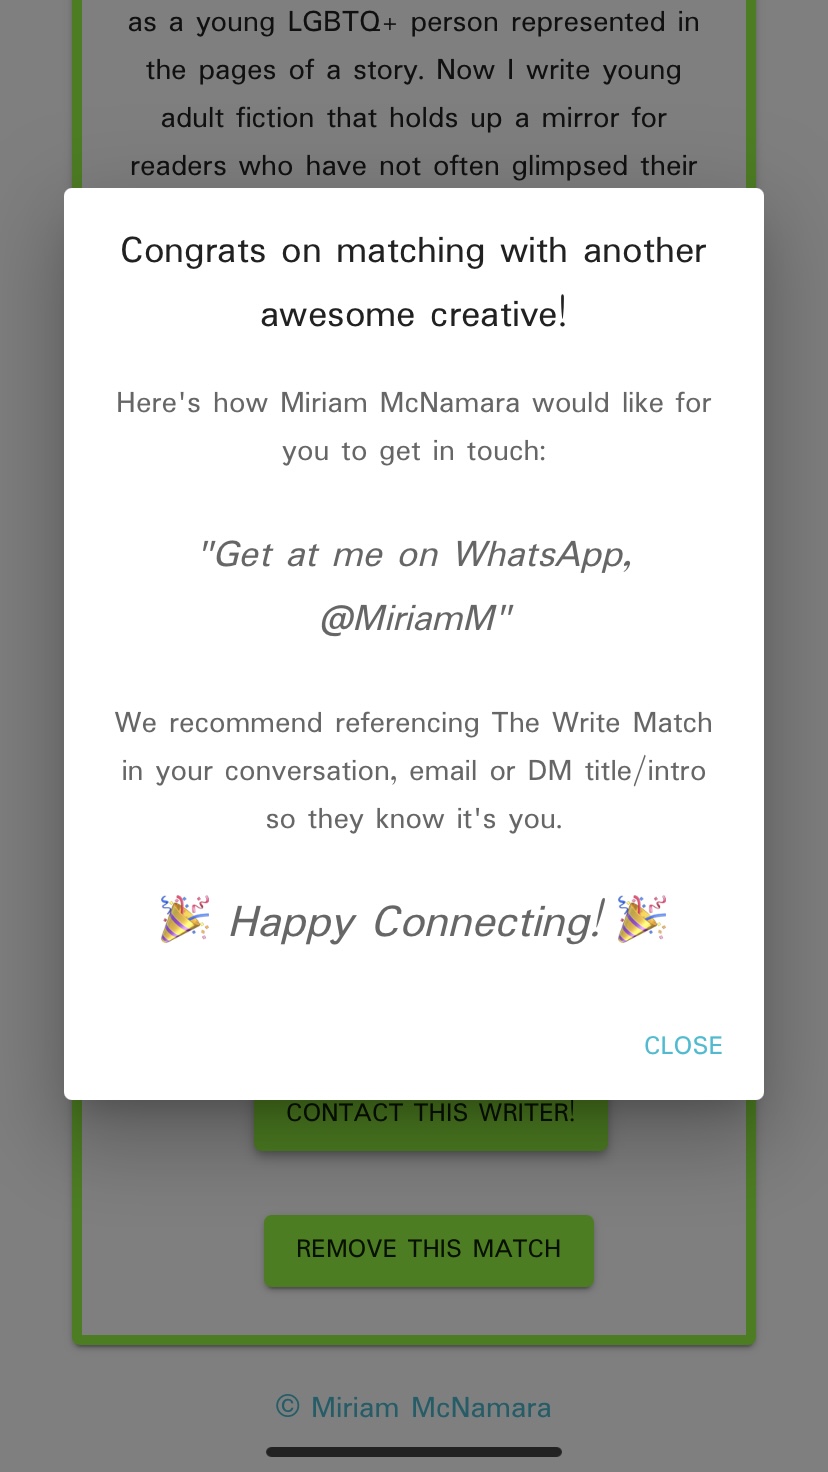 as a young LGBTQ+ person represented in
the pages of a story. Now I write young
adult fiction that holds up a mirror for
readers who have not often glimpsed their
Congrats on matching with another
awesome creative!
Here's how Miriam McNamara would like for
you to get in touch:
"Get at me on WhatsApp,
@MiriamM"
We recommend referencing The Write Match
in your conversation, email or DM title/intro
so they know it's you.
🎉 Happy Connecting! 🎉
CLOSE
CONTACT THIS WRITER!
REMOVE THIS MATCH
© Miriam McNamara